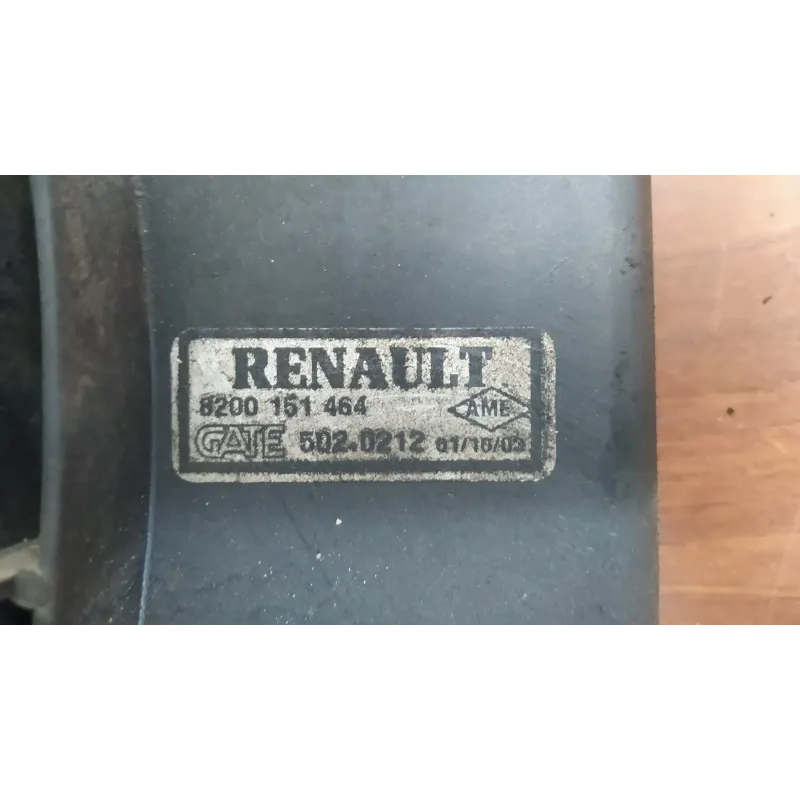 RENAULT
8200 151 464
AME
GATE 502.0212 01/10/03